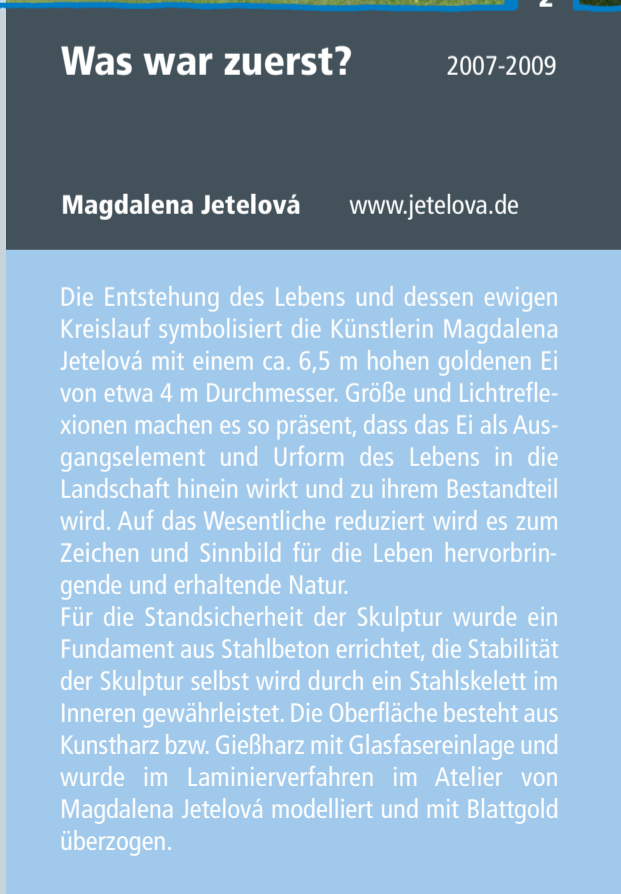 2
Was war zuerst? 2007-2009
Magdalena Jetelová www.jetelova.de
Die Entstehung des Lebens und dessen ewigen
Kreislauf symbolisiert die Künstlerin Magdalena
Jetelová mit einem ca. 6,5 m hohen goldenen Ei
von etwa 4 m Durchmesser. Größe und Lichtrefle-
xionen machen es so präsent, dass das Ei als Aus-
gangselement und Urform des Lebens in die
Landschaft hinein wirkt und zu ihrem Bestandteil
wird. Auf das Wesentliche reduziert wird es zum
Zeichen und Sinnbild für die Leben hervorbrin-
gende und erhaltende Natur.
Für die Standsicherheit der Skulptur wurde ein
Fundament aus Stahlbeton errichtet, die Stabilität
der Skulptur selbst wird durch ein Stahlskelett im
Inneren gewährleistet. Die Oberfläche besteht aus
Kunstharz bzw. Gießharz mit Glasfasereinlage und
wurde im Laminierverfahren im Atelier von
Magdalena Jetelová modelliert und mit Blattgold
überzogen.